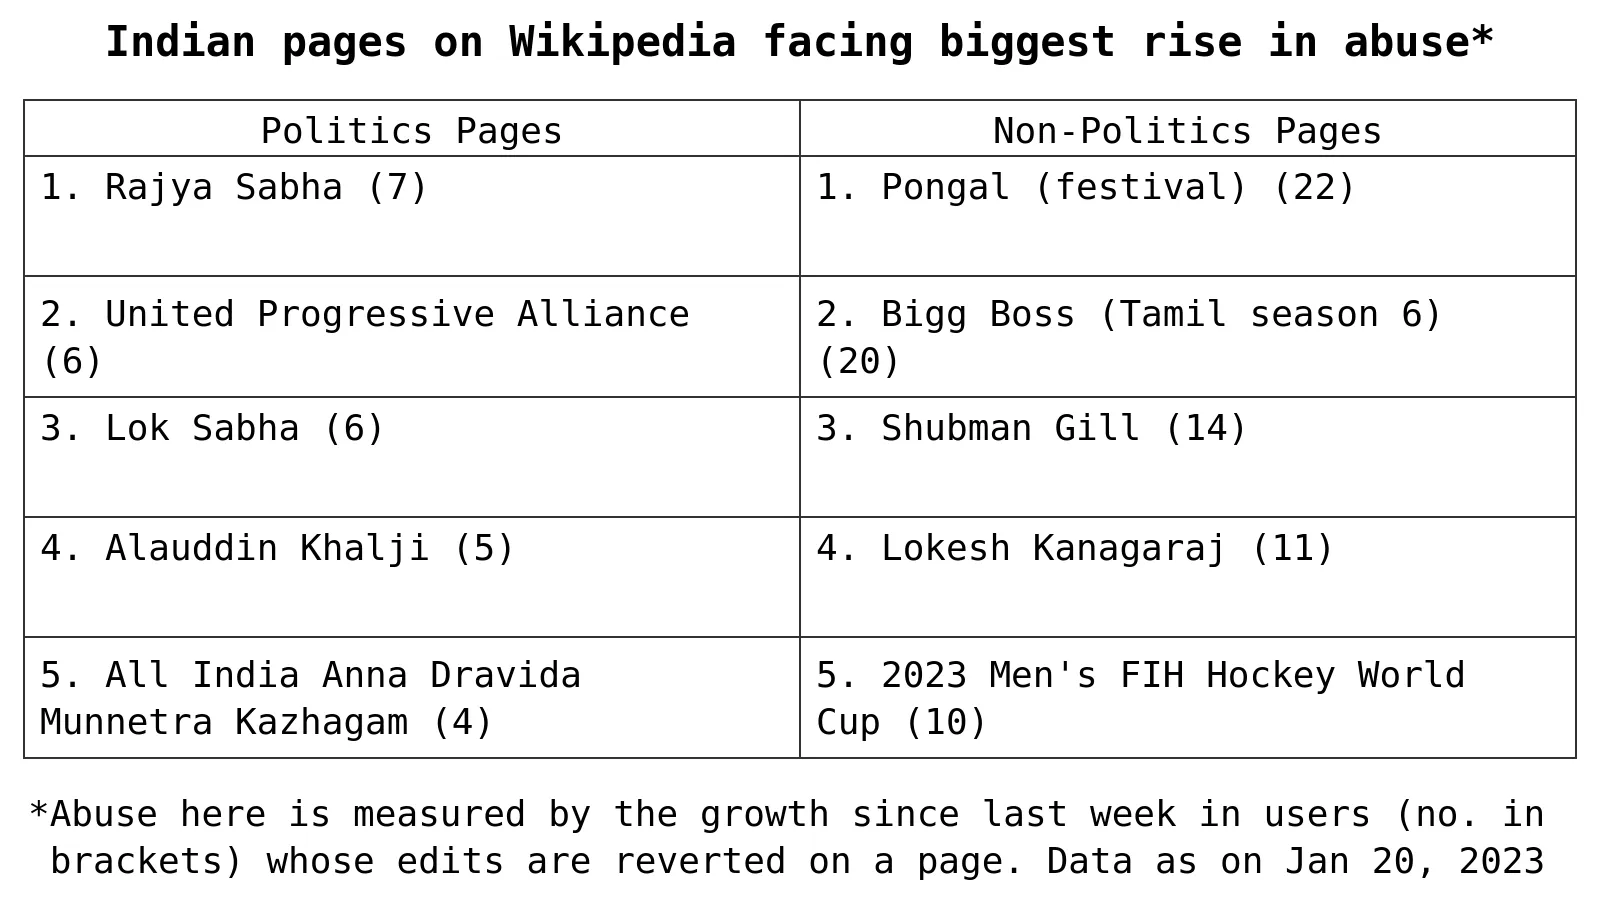 Indian pages on Wikipedia facing biggest rise in abuse*
Politics Pages
Non-Politics Pages
1. Rajya Sabha (7)
1. Pongal (festival) (22)
2. United Progressive Alliance
(6)
2. Bigg Boss (Tamil season 6)
(20)
3. Lok Sabha (6)
3. Shubman Gill (14)
4. Alauddin Khalji (5)
4. Lokesh Kanagaraj (11)
5. All India Anna Dravida
Munnetra Kazhagam (4)
5. 2023 Men's FIH Hockey World
Cup (10)
*Abuse here is measured by the growth since last week in users (no. in
brackets) whose edits are reverted on a page. Data as on Jan 20, 2023